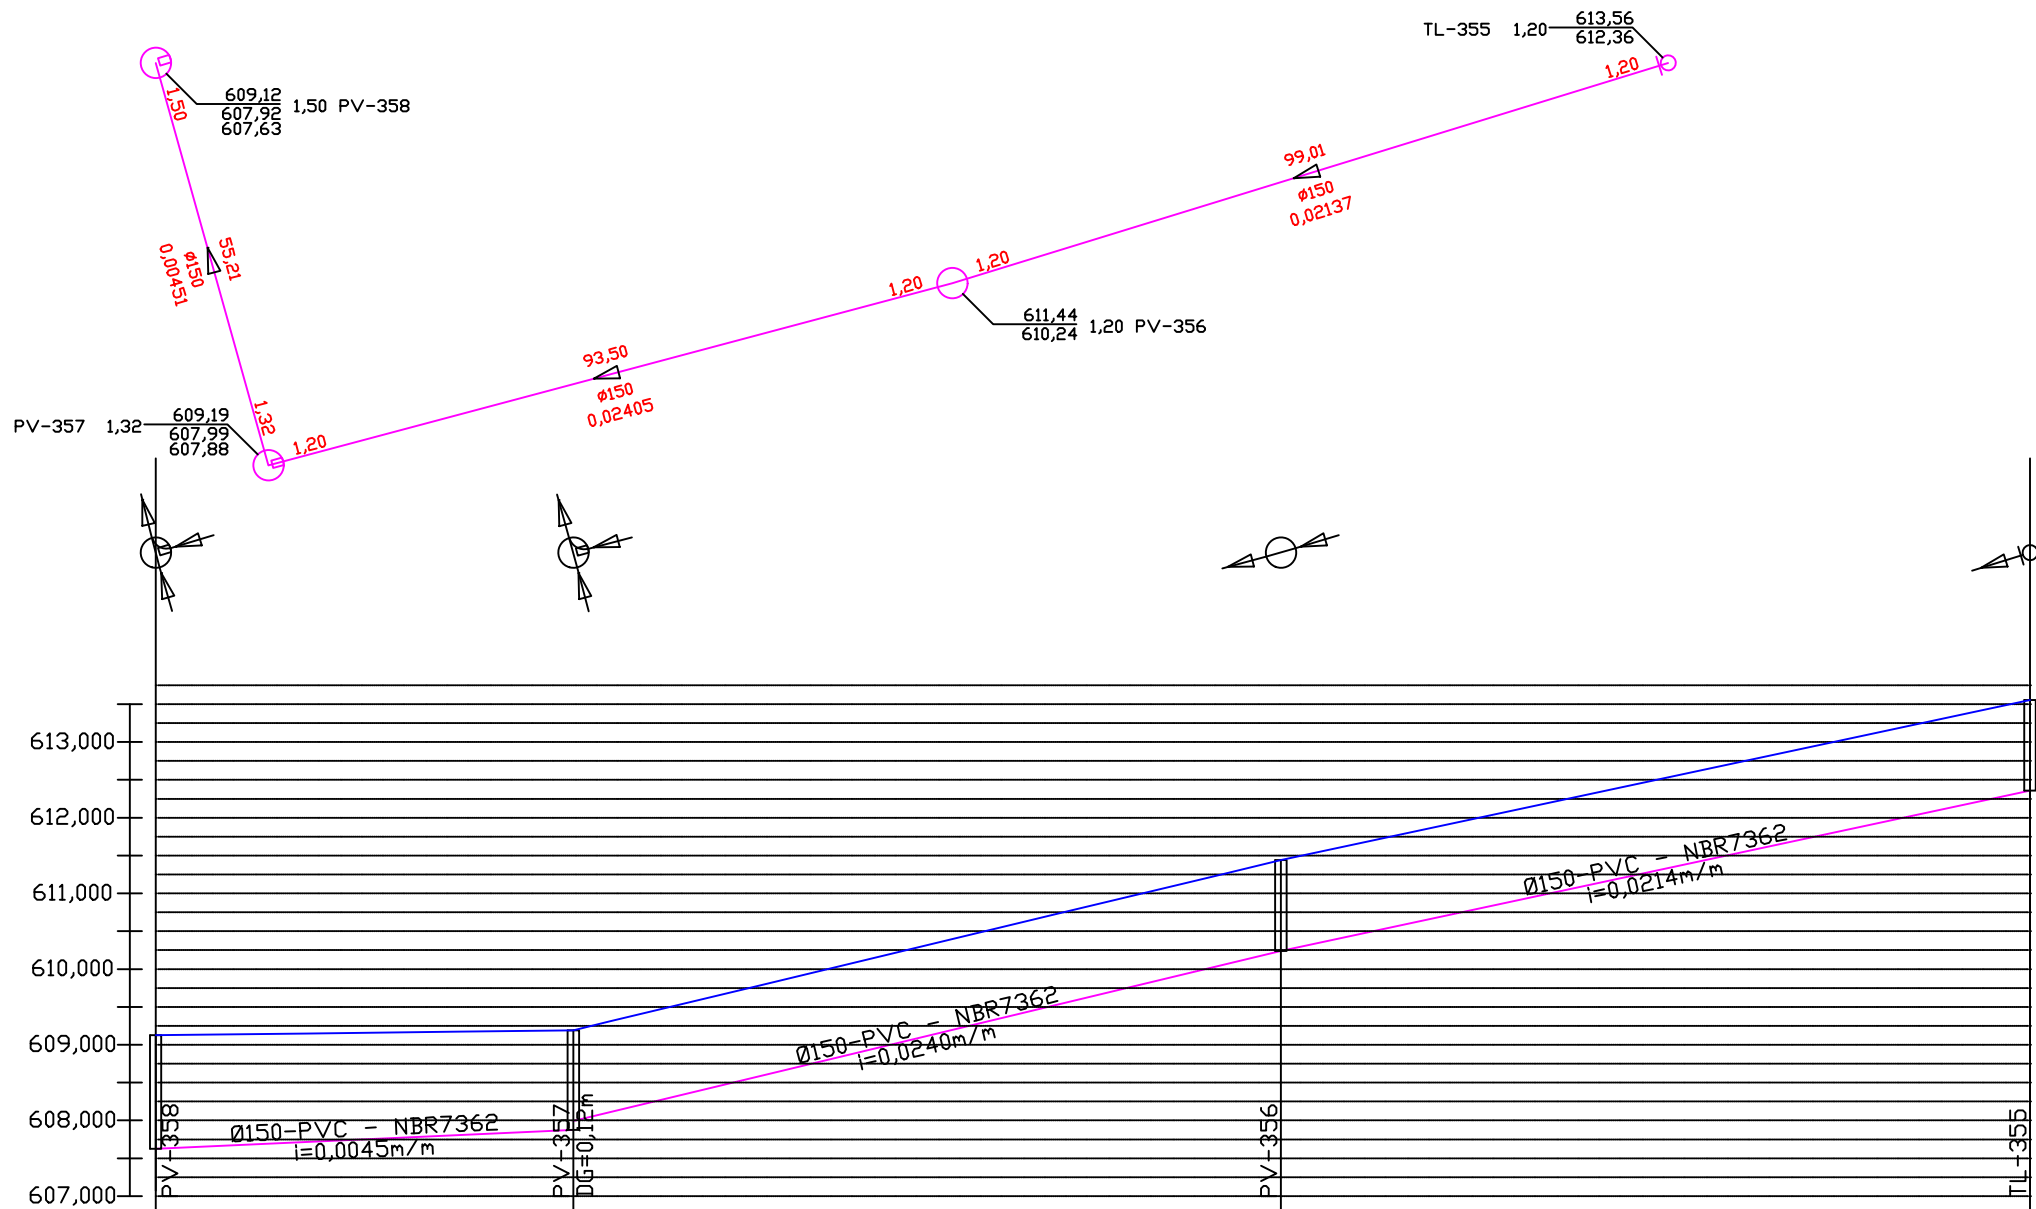 TL-355 1,20 613,56
612,36
1,20
1,50
609,12
607,92
607,63
1,50 PV-358
99,01
ø150
0,02137
55,21
ø150
0,00451
1,20
1,20
611,44
610,24
1,20 PV-356
93,50
ø150
0,02405
PV-357 1,32 609,19
607,99
607,88
1,32
1,20
613,000
612,000
611,000
610,000
609,000
608,000
607,000
Ø150-PVC - NBR7362
i=0,0214m/m
Ø150-PVC - NBR7362
i=0,0240m/m
Ø150-PVC - NBR7362
i=0,0045m/m
PV-358
PV-357
DG=0,12m
PV-356
TL-355